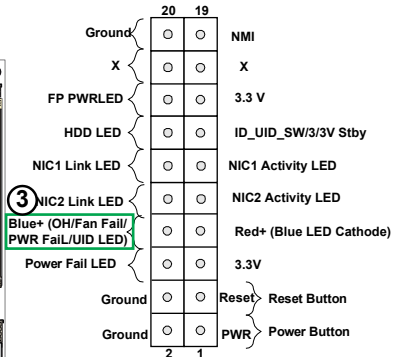 20 19
Ground NMI
X X
FP PWRLED 3.3 V
HDD LED ID_UID_SW/3/3V Stby
NIC1 Link LED NIC1 Activity LED
3 NIC2 Link LED NIC2 Activity LED
Blue+ (OH/Fan Fail/
PWR FaiL/UID LED) Red+ (Blue LED Cathode)
Power Fail LED 3.3V
Ground Reset Reset Button
Ground PWR Power Button
2 1